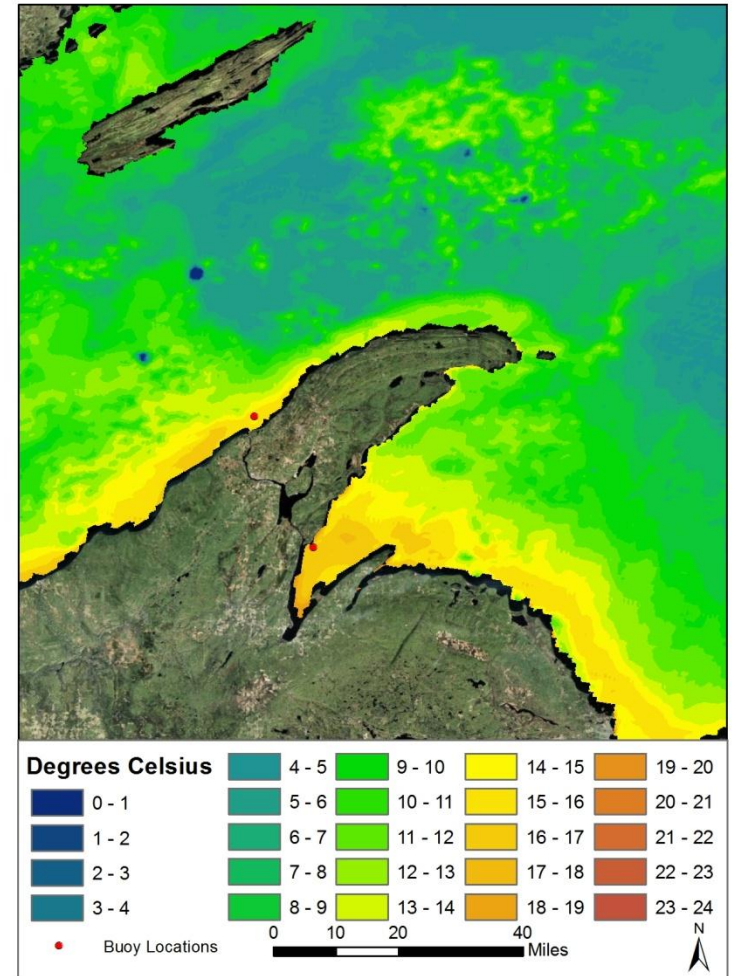 Degrees Celsius
0 - 1
1 - 2
2 - 3
3 - 4
4 - 5
5 - 6
6 - 7
7 - 8
8 - 9
9 - 10
10 - 11
11 - 12
12 - 13
13 - 14
14 - 15
15 - 16
16 - 17
17 - 18
18 - 19
19 - 20
20 - 21
21 - 22
22 - 23
23 - 24
Buoy Locations
0 10 20 40
Miles
N